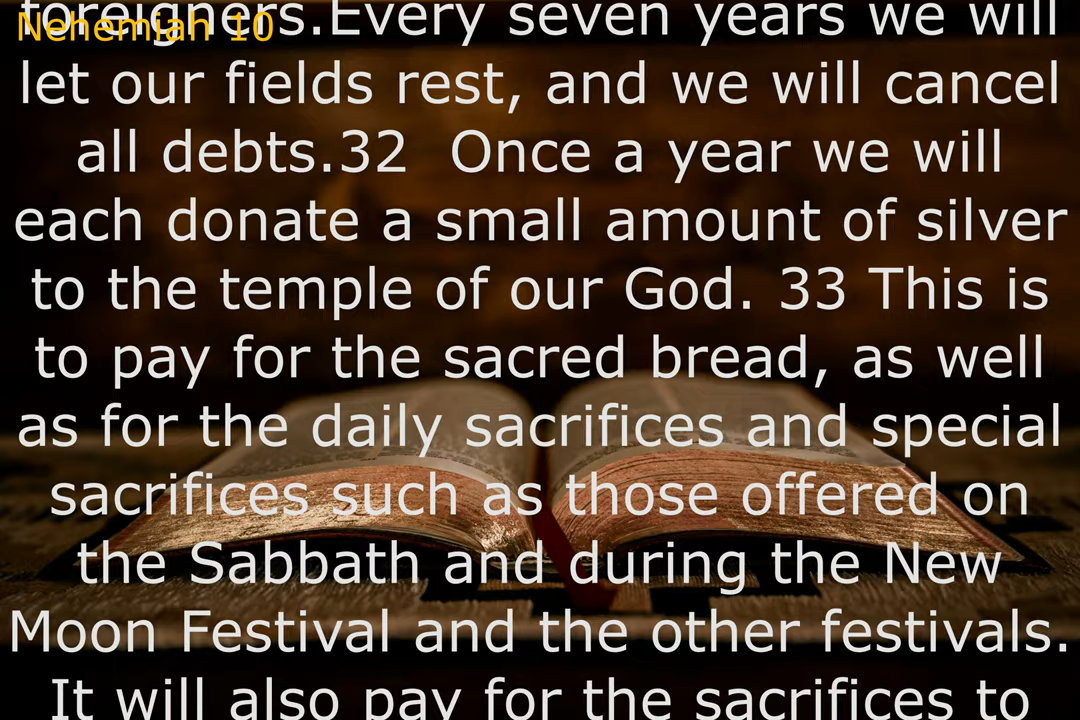 Nehemiah 10
foreigners.Every seven years we will
let our fields rest, and we will cancel
all debts.32  Once a year we will
each donate a small amount of silver
to the temple of our God. 33 This is
to pay for the sacred bread, as well
as for the daily sacrifices and special
sacrifices such as those offered on
the Sabbath and during the New
Moon Festival and the other festivals.
It will also pay for the sacrifices to